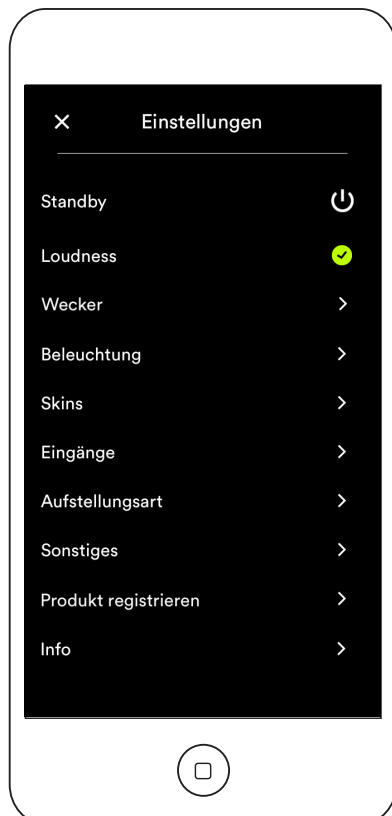 Einstellungen
Standby
Loudness
Wecker
Beleuchtung
Skins
Eingänge
Aufstellungsart
Sonstiges
Produkt registrieren
Info